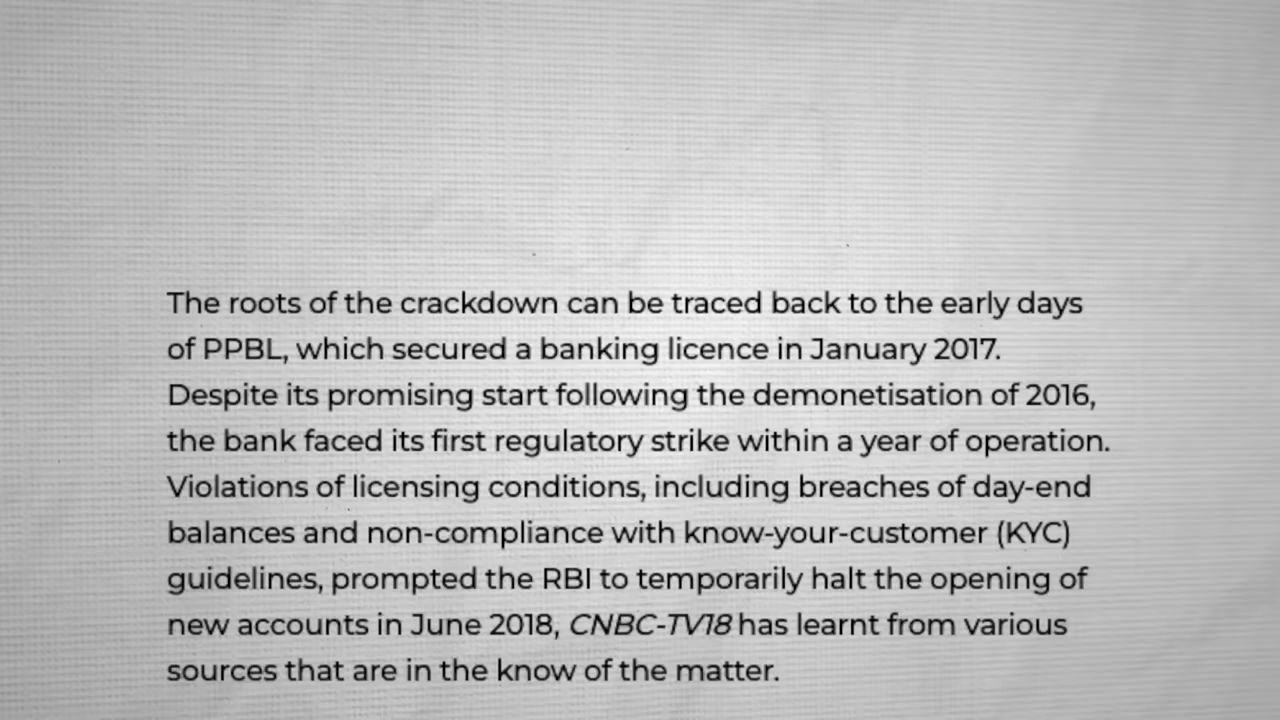 The roots of the crackdown can be traced back to the early days
of PPBL, which secured a banking licence in January 2017.
Despite its promising start following the demonetisation of 2016,
the bank faced its first regulatory strike within a year of operation.
Violations of licensing conditions, including breaches of day-end
balances and non-compliance with know-your-customer (KYC)
guidelines, prompted the RBI to temporarily halt the opening of
new accounts in June 2018, CNBC-TV18 has learnt from various
sources that are in the know of the matter.